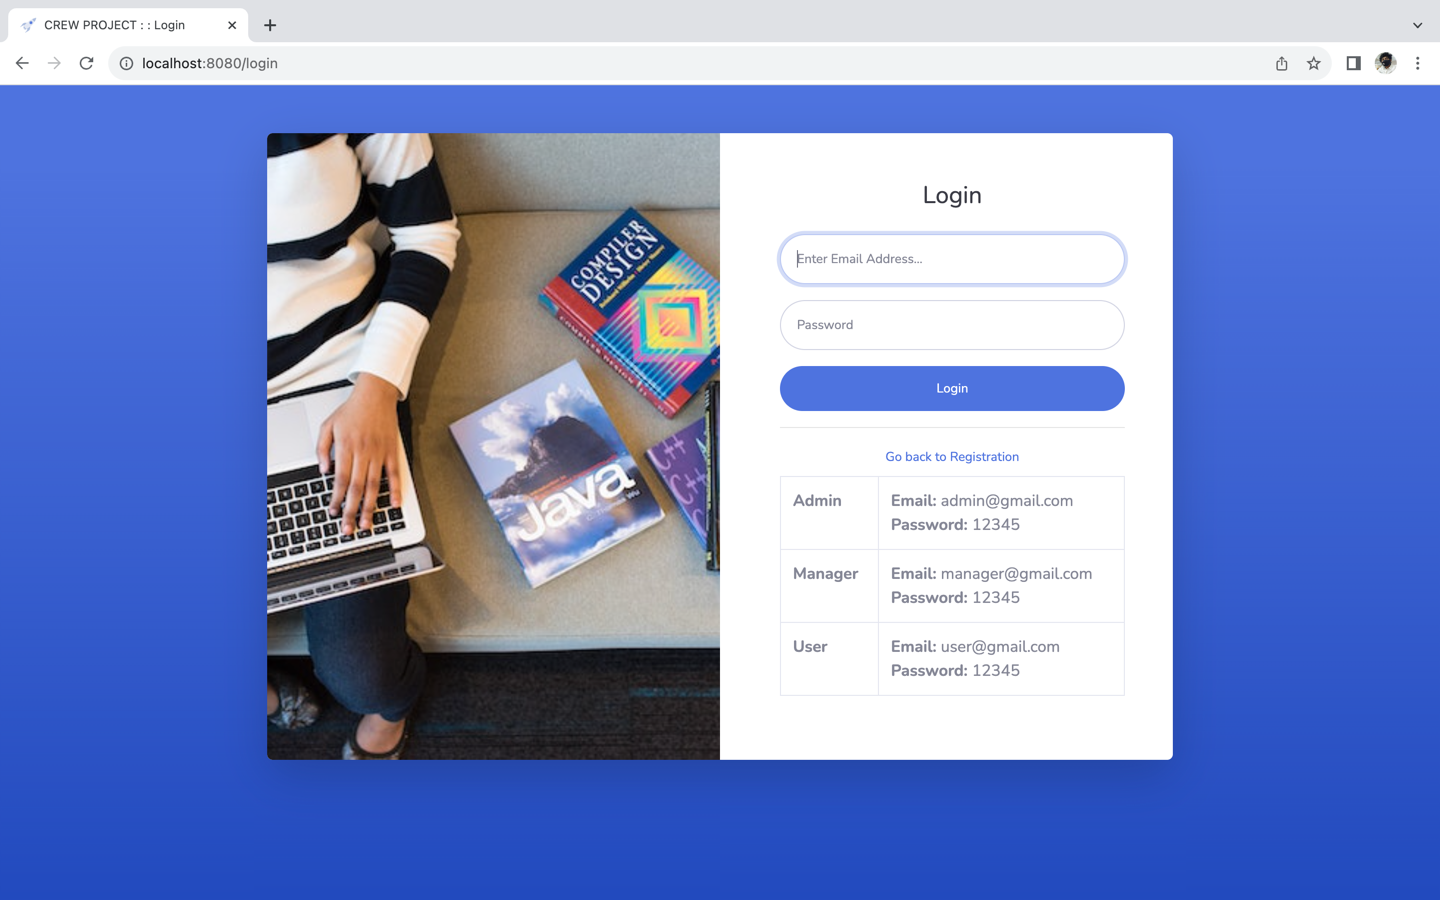 CREW PROJECT : : Login
localhost:8080/login
COMPILER
DESIGN
Java
C++
C++
Login
Enter Email Address...
Password
Login
Go back to Registration
Admin
Email: admin@gmail.com
Password: 12345
Manager
Email: manager@gmail.com
Password: 12345
User
Email: user@gmail.com
Password: 12345